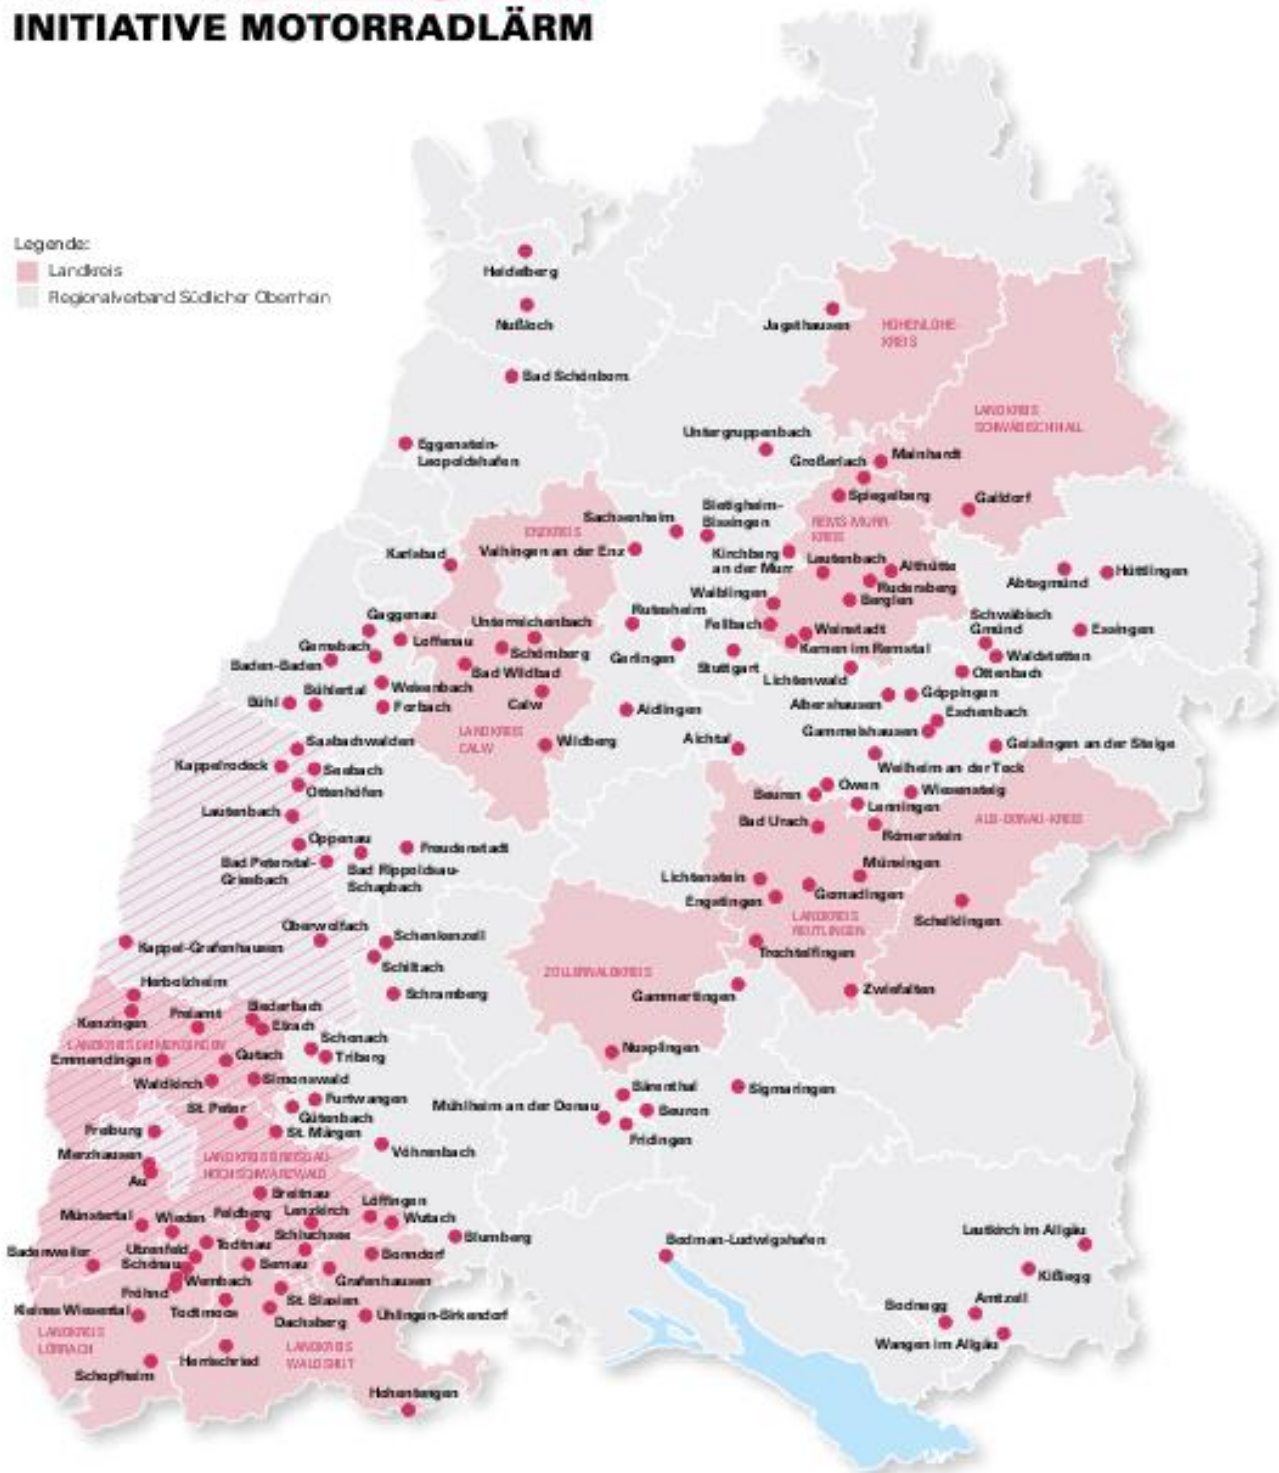 INITIATIVE MOTORRADLÄRM
Legende:
Landkreis
Regionalverband Südlicher Oberrhein
Heidelberg
Nußloch
Jagsthausen
HOHENLOHE-
KREIS
Bad Schönborn
LANDKREIS
SCHWÄBISCH HALL
Untergruppenbach
Eggenstein-
Leopoldshafen
Mainhardt
Großerlach
Spiegelberg
Gaildorf
Bietigheim-
Bissingen
Sachsenheim
REMS-MURR-
KREIS
ENZKREIS
Vaihingen an der Enz
Karlsbad
Kirchberg
an der Murr
Leutenbach
Althütte
Rudersberg
Berglen
Abtsgmünd
Hüttlingen
Waiblingen
Rutesheim
Gaggenau
Unterreichenbach
Fellbach
Weinstadt
Schwäbisch
Gmünd
Essingen
Gernsbach
Loffenau
Schömberg
Gerlingen
Stuttgart
Kernen im Remstal
Waldstetten
Baden-Baden
Bad Wildbad
Lichtenwald
Ottenbach
Bühl
Bühlertal
Weisenbach
Forbach
Calw
Aidlingen
Albershausen
Göppingen
Eschenbach
Gammelshausen
LANDKREIS
CALW
Wildberg
Aichtal
Geislingen an der Steige
Sasbachwalden
Kappelrodeck
Seebach
Ottenhöfen
Weilheim an der Teck
Owen
Beuren
Wiesensteig
Lenningen
Lautenbach
Bad Urach
Römerstein
ALB-DONAU-KREIS
Oppenau
Freudenstadt
Bad Peterstal-
Griesbach
Bad Rippoldsau-
Schapbach
Münsingen
Lichtenstein
Gomadingen
Engstingen
LANDKREIS
REUTLINGEN
Schelklingen
Oberwolfach
Schenkenzell
Kappel-Grafenhausen
Trochtelfingen
Schiltach
ZOLLERNALBKREIS
Herbolzheim
Schramberg
Gammertingen
Zwiefalten
Kenzingen
Freiamt
Biederbach
Elzach
LANDKREIS EMMENDINGEN
Schonach
Triberg
Nusplingen
Emmendingen
Gutach
Waldkirch
Simonswald
Bärenthal
Sigmaringen
Furtwangen
St. Peter
Gütenbach
Mühlheim an der Donau
Beuron
Fridingen
Freiburg
St. Märgen
Vöhrenbach
Merzhausen
Au
LANDKREIS BREISGAU-
HOCHSCHWARZWALD
Breitnau
Münstertal
Wieden
Feldberg
Lenzkirch
Löffingen
Wutach
Blumberg
Badenweiler
Utzenfeld
Todtnau
Schluchsee
Bonndorf
Bodman-Ludwigshafen
Leutkirch im Allgäu
Schönau
Bernau
Wembach
Grafenhausen
Kißlegg
Fröhnd
St. Blasien
Kleines Wiesental
Todtmoos
Dachsberg
Ühlingen-Birkendorf
Bodnegg
Amtzell
LANDKREIS
LÖRRACH
Herrischried
LANDKREIS
WALDSHUT
Wangen im Allgäu
Schopfheim
Hohentengen